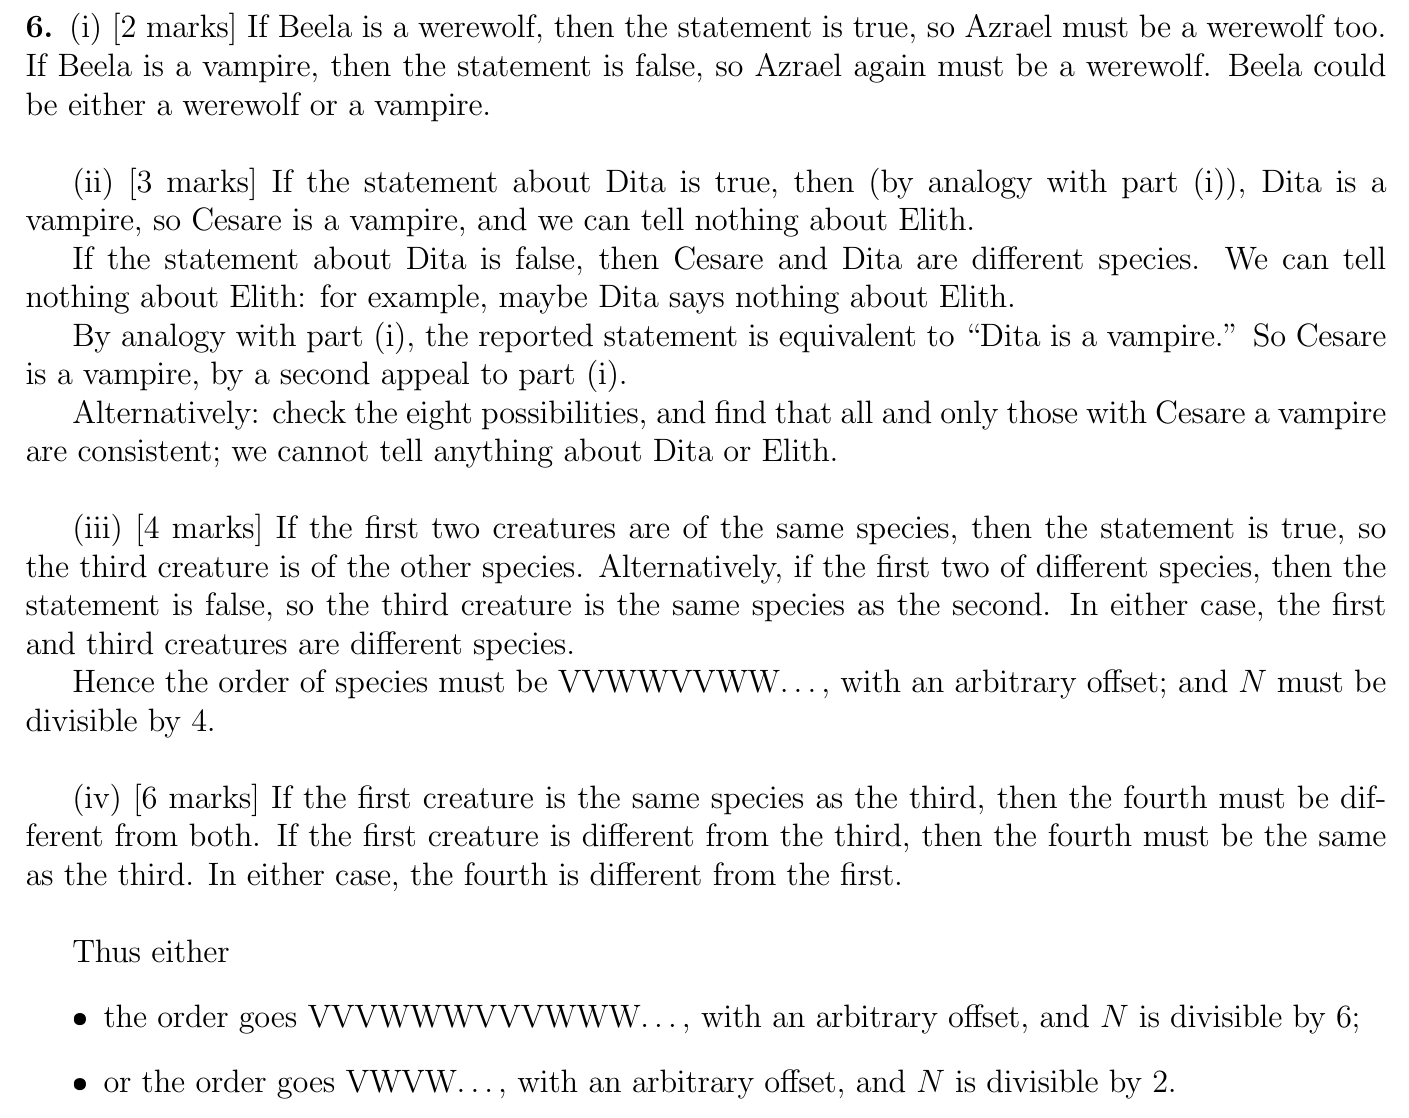 6. (i) [2 marks] If Beela is a werewolf, then the statement is true, so Azrael must be a werewolf too.
If Beela is a vampire, then the statement is false, so Azrael again must be a werewolf. Beela could
be either a werewolf or a vampire.
(ii) [3 marks] If the statement about Dita is true, then (by analogy with part (i)), Dita is a
vampire, so Cesare is a vampire, and we can tell nothing about Elith.
If the statement about Dita is false, then Cesare and Dita are different species. We can tell
nothing about Elith: for example, maybe Dita says nothing about Elith.
By analogy with part (i), the reported statement is equivalent to “Dita is a vampire.” So Cesare
is a vampire, by a second appeal to part (i).
Alternatively: check the eight possibilities, and find that all and only those with Cesare a vampire
are consistent; we cannot tell anything about Dita or Elith.
(iii) [4 marks] If the first two creatures are of the same species, then the statement is true, so
the third creature is of the other species. Alternatively, if the first two of different species, then the
statement is false, so the third creature is the same species as the second. In either case, the first
and third creatures are different species.
Hence the order of species must be VVWWVVWW..., with an arbitrary offset; and N must be
divisible by 4.
(iv) [6 marks] If the first creature is the same species as the third, then the fourth must be dif-
ferent from both. If the first creature is different from the third, then the fourth must be the same
as the third. In either case, the fourth is different from the first.
Thus either
• the order goes VVVWWWVVVWWW..., with an arbitrary offset, and N is divisible by 6;
• or the order goes VWVW..., with an arbitrary offset, and N is divisible by 2.